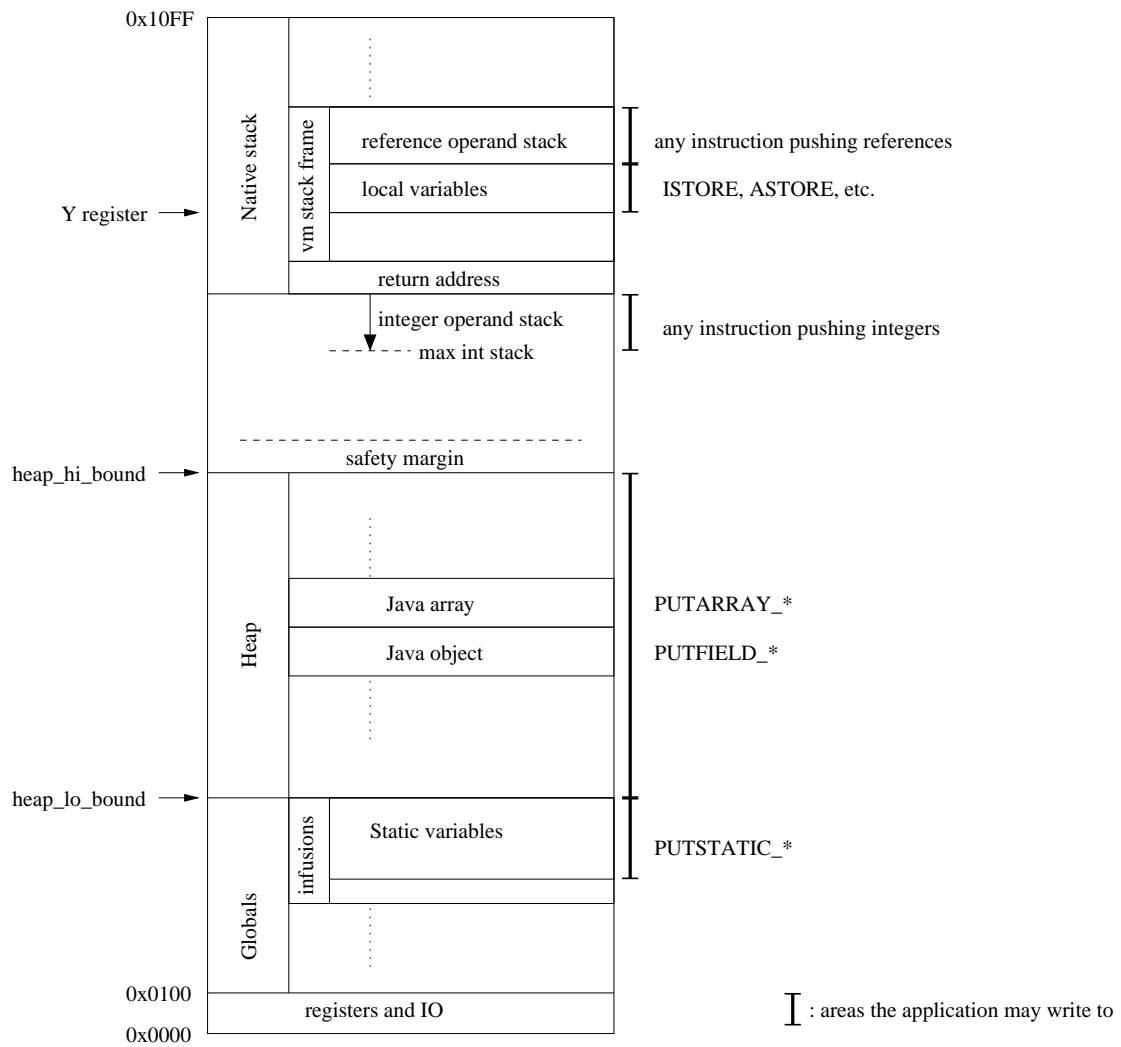 0x10FF
Native stack
vm stack frame
reference operand stack
any instruction pushing references
local variables
ISTORE, ASTORE, etc.
Y register
return address
integer operand stack
any instruction pushing integers
max int stack
safety margin
heap_hi_bound
Heap
Java array
PUTARRAY_*
Java object
PUTFIELD_*
heap_lo_bound
Globals
infusions
Static variables
PUTSTATIC_*
0x0100
registers and IO
: areas the application may write to
0x0000